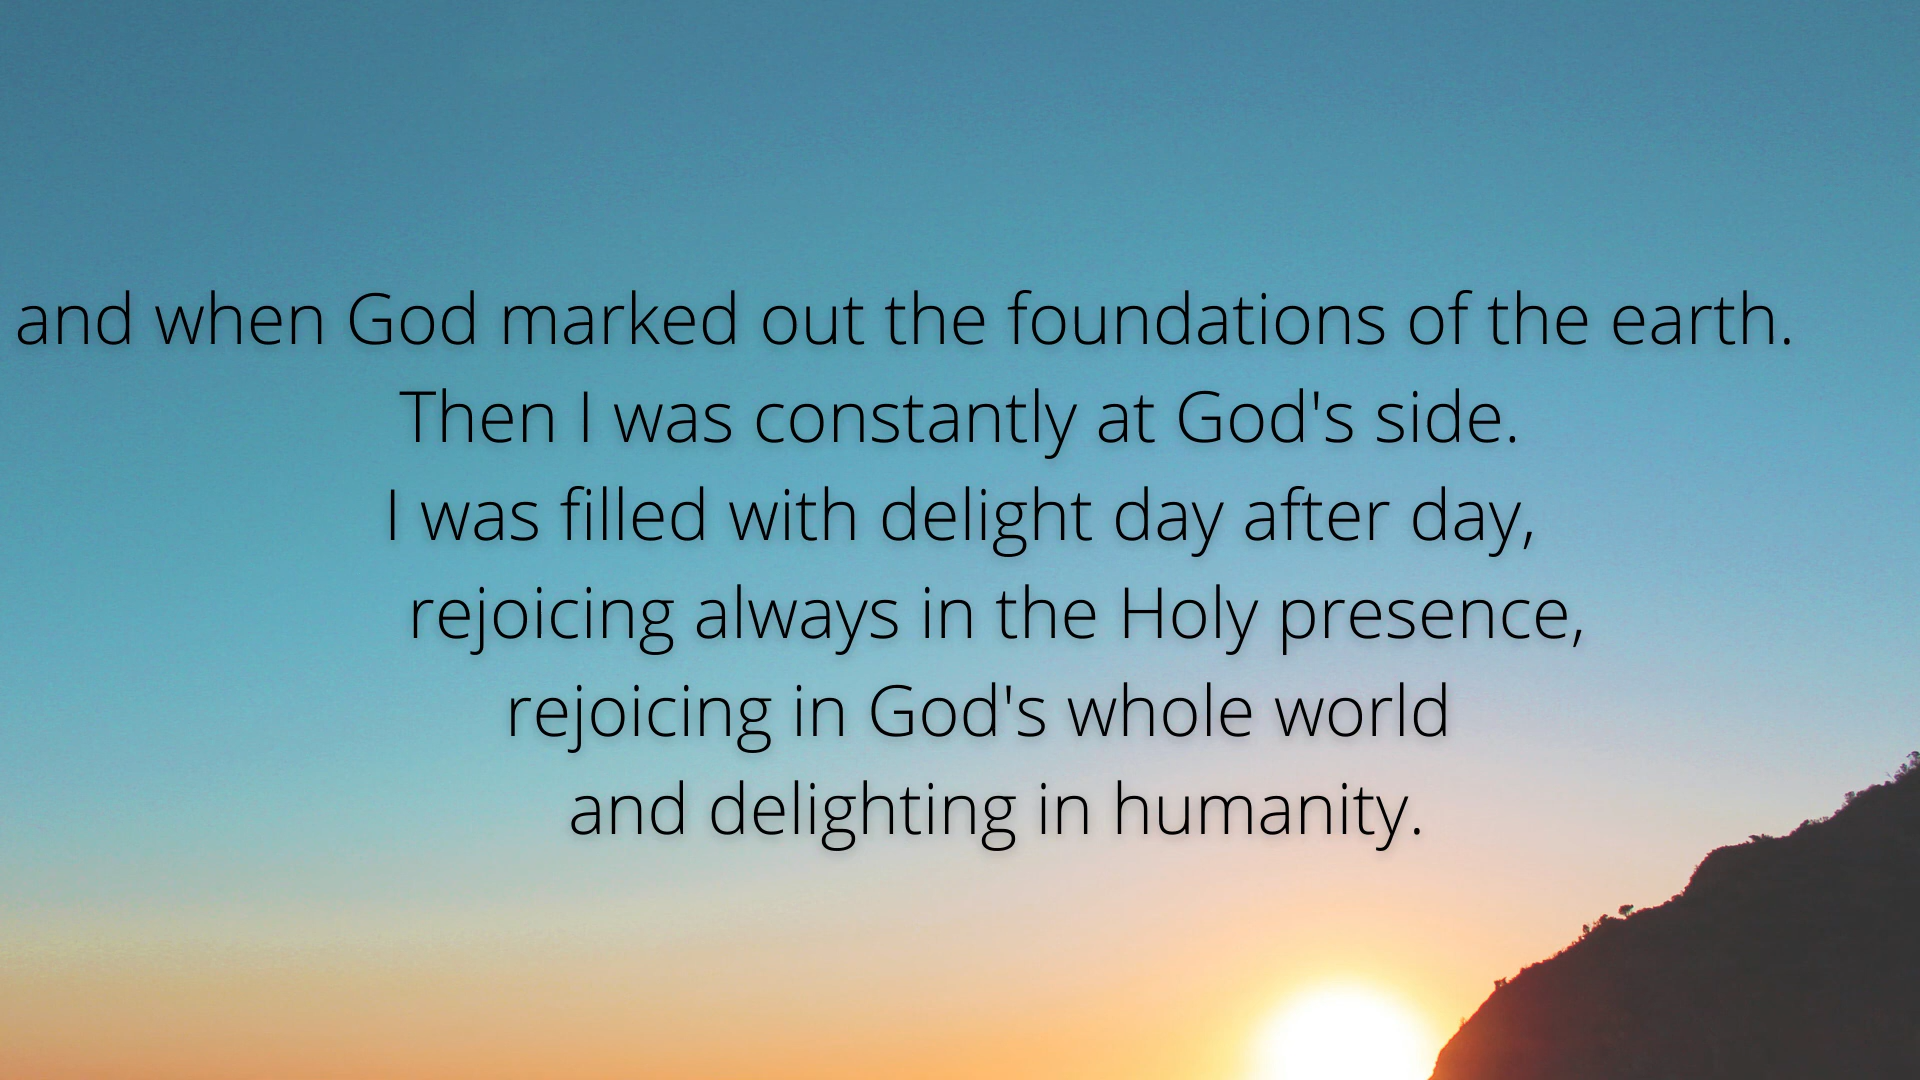 and when God marked out the foundations of the earth.
Then I was constantly at God's side.
I was filled with delight day after day,
rejoicing always in the Holy presence,
rejoicing in God's whole world
and delighting in humanity.